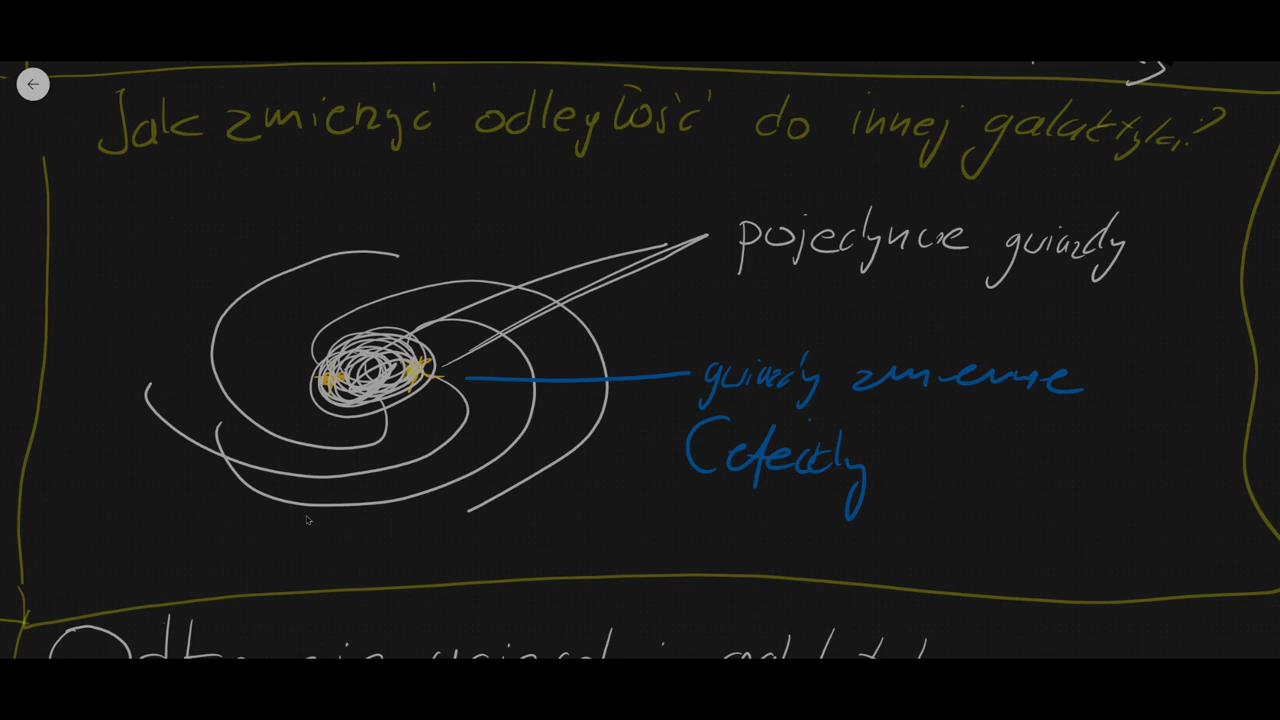 Jak zmierzyć odległość do innej galaktyki?
pojedyncze gwiazdy
gwiazdy zmienne
Cefeidy